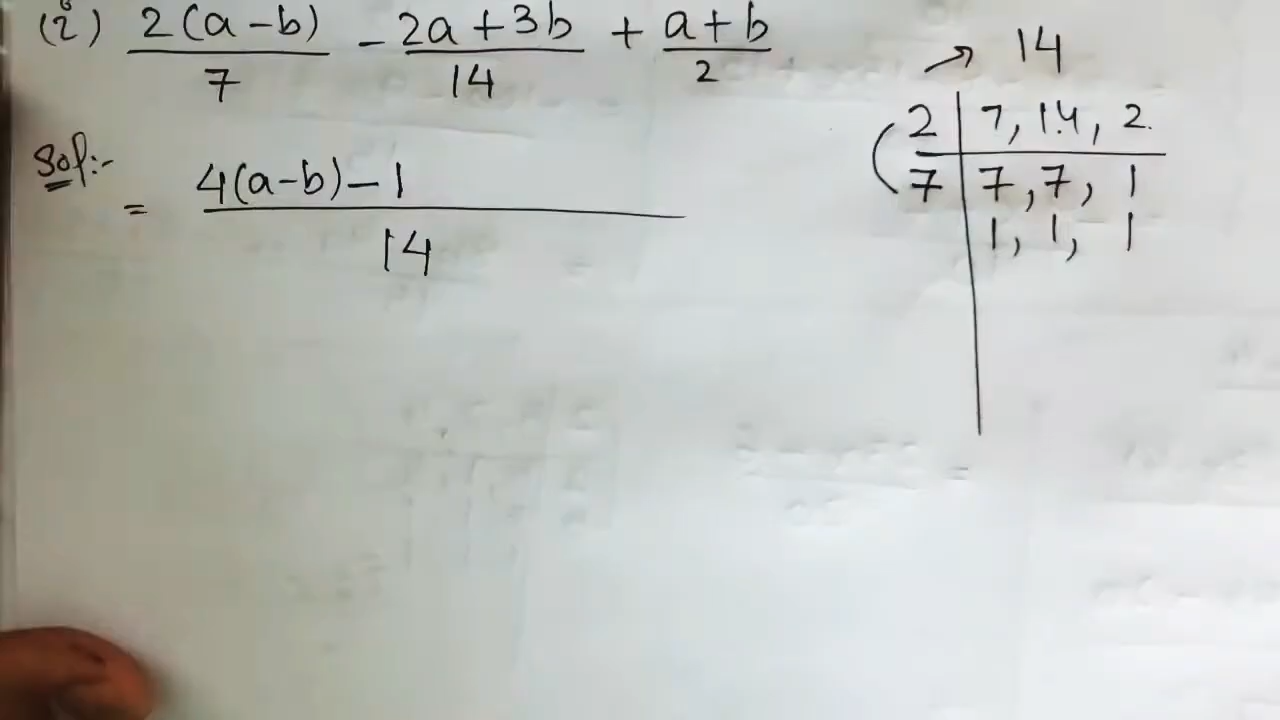 (i) 2(a-b)/7 - 2a+3b/14 + a+b/2
→ 14
2 | 7, 14, 2
7 | 7, 7, 1
1, 1, 1
Sol:-
= 4(a-b)-1/14